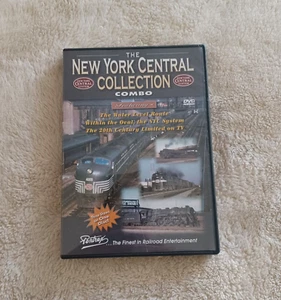 THE
NEW YORK CENTRAL
COLLECTION
COMBO
DVD
The Water Level Route
Within the Oval, the NYC System
The 20th Century Limited on TV
Pentrex
...The Finest in Railroad Entertainment